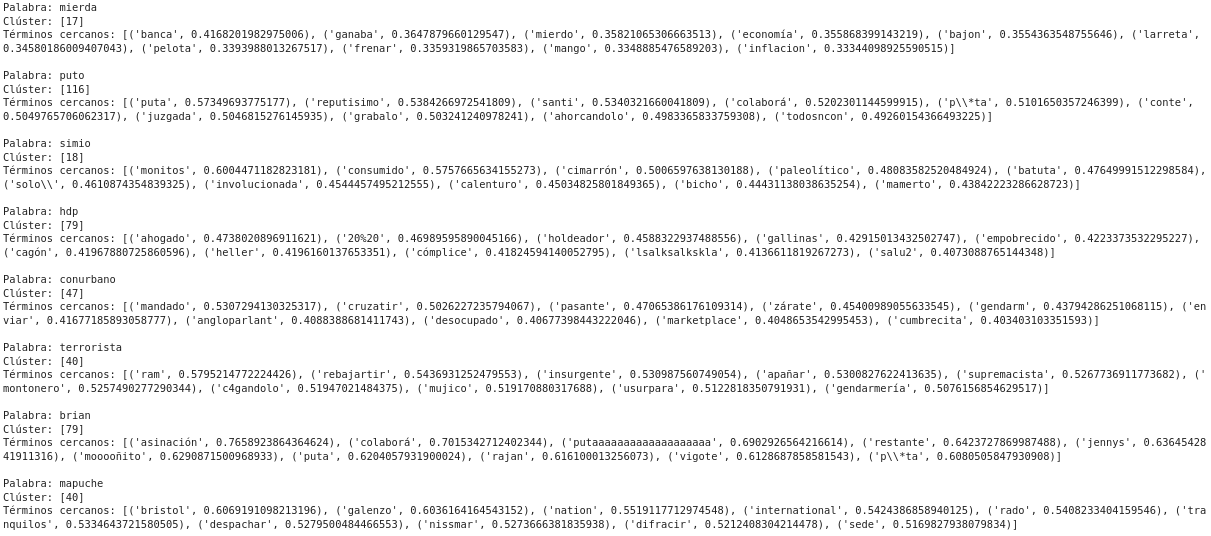 Palabra: mierda
Clúster: [17]
Términos cercanos: [('banca', 0.4168201982975006), ('ganaba', 0.3647879660129547), ('mierdo', 0.35821065306663513), ('economía', 0.355868399143219), ('bajon', 0.3554363548755646), ('larreta',
0.34580186009407043), ('pelota', 0.3393988013267517), ('frenar', 0.3359319865703583), ('mango', 0.3348885476589203), ('inflacion', 0.33344098925590515)]
Palabra: puto
Clúster: [116]
Términos cercanos: [('puta', 0.57349693775177), ('reputisimo', 0.5384266972541809), ('santi', 0.5340321660041809), ('colaborá', 0.5202301144599915), ('p\\*ta', 0.5101650357246399), ('conte',
0.5049765706062317), ('juzgada', 0.5046815276145935), ('grabalo', 0.503241240978241), ('ahorcandolo', 0.4983365833759308), ('todosncon', 0.49260154366493225)]
Palabra: simio
Clúster: [18]
Términos cercanos: [('monitos', 0.6004471182823181), ('consumido', 0.5757665634155273), ('cimarrón', 0.5006597638130188), ('paleolítico', 0.48083582520484924), ('batuta', 0.47649991512298584),
('solo\\', 0.4610874354839325), ('involucionada', 0.4544457495212555), ('calenturo', 0.45034825801849365), ('bicho', 0.44431138038635254), ('mamerto', 0.43842223286628723)]
Palabra: hdp
Clúster: [79]
Términos cercanos: [('ahogado', 0.4738020896911621), ('20%20', 0.46989595890045166), ('holdeador', 0.4588322937488556), ('gallinas', 0.42915013432502747), ('empobrecido', 0.4223373532295227),
('cagón', 0.41967880725860596), ('heller', 0.4196160137653351), ('cómplice', 0.41824594140052795), ('lsalksalkskla', 0.4136611819267273), ('salu2', 0.4073088765144348)]
Palabra: conurbano
Clúster: [47]
Términos cercanos: [('mandado', 0.5307294130325317), ('cruzatir', 0.5026227235794067), ('pasante', 0.47065386176109314), ('zárate', 0.45400989055633545), ('gendarm', 0.43794286251068115), ('en
viar', 0.41677185893058777), ('angloparlant', 0.4088388681411743), ('desocupado', 0.40677398443222046), ('marketplace', 0.4048653542995453), ('cumbrecita', 0.403403103351593)]
Palabra: terrorista
Clúster: [40]
Términos cercanos: [('ram', 0.5795214772224426), ('rebajartir', 0.5436931252479553), ('insurgente', 0.530987560749054), ('apañar', 0.5300827622413635), ('supremacista', 0.5267736911773682), ('
montonero', 0.5257490277290344), ('c4gandolo', 0.51947021484375), ('mujico', 0.519170880317688), ('usurpara', 0.5122818350791931), ('gendarmería', 0.5076156854629517)]
Palabra: brian
Clúster: [79]
Términos cercanos: [('asinación', 0.7658923864364624), ('colaborá', 0.7015342712402344), ('putaaaaaaaaaaaaaaaaaaa', 0.6902926564216614), ('restante', 0.6423727869987488), ('jennys', 0.63645428
41911316), ('mooooñito', 0.6290871500968933), ('puta', 0.6204057931900024), ('rajan', 0.616100013256073), ('vigote', 0.6128687858581543), ('p\\*ta', 0.6080505847930908)]
Palabra: mapuche
Clúster: [40]
Términos cercanos: [('bristol', 0.6069191098213196), ('galenzo', 0.6036164164543152), ('nation', 0.5519117712974548), ('international', 0.5424386858940125), ('rado', 0.5408233404159546), ('tra
nquilos', 0.5334643721580505), ('despachar', 0.5279500484466553), ('nissmar', 0.5273666381835938), ('difracir', 0.5212408304214478), ('sede', 0.5169827938079834)]